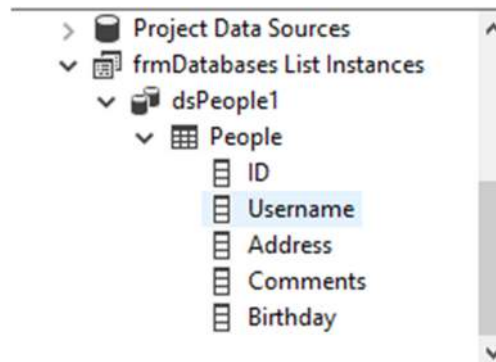 Project Data Sources
frmDatabases List Instances
dsPeople1
People
ID
Username
Address
Comments
Birthday